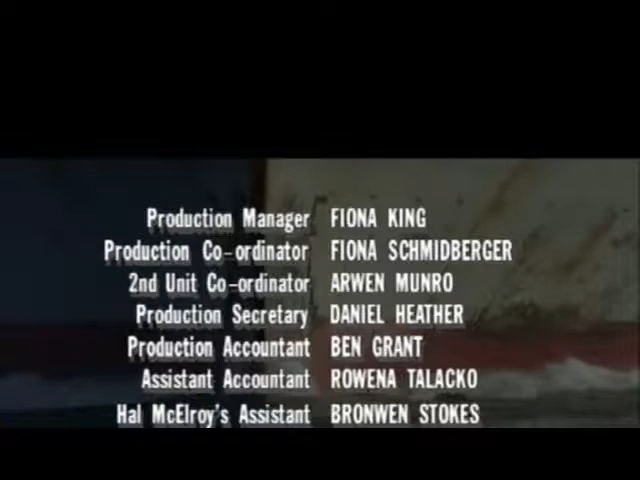 Production Manager FIONA KING
Production Co-ordinator FIONA SCHMIDBERGER
2nd Unit Co-ordinator ARWEN MUNRO
Production Secretary DANIEL HEATHER
Production Accountant BEN GRANT
Assistant Accountant ROWENA TALACKO
Hal McElroy's Assistant BRONWEN STOKES